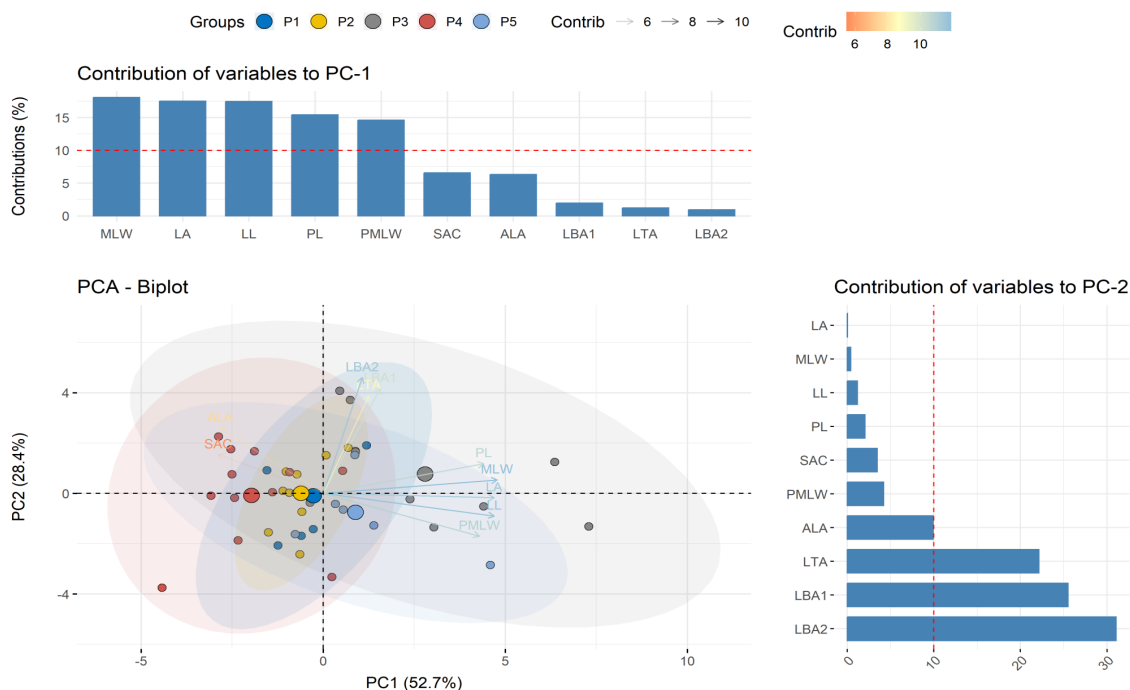 Groups P1 P2 P3 P4 P5 Contrib 6 8 10
Contrib
6 8 10
Contribution of variables to PC-1
Contributions (%)
15
10
5
0
MLW LA LL PL PMLW SAC ALA LBA1 LTA LBA2
PCA - Biplot
PC2 (28.4%)
4
0
-4
LBA2
LBA1
LTA
ALA
SAC
PL
MLW
LA
LL
PMLW
-5 0 5 10
PC1 (52.7%)
Contribution of variables to PC-2
LA
MLW
LL
PL
SAC
PMLW
ALA
LTA
LBA1
LBA2
0 10 20 30